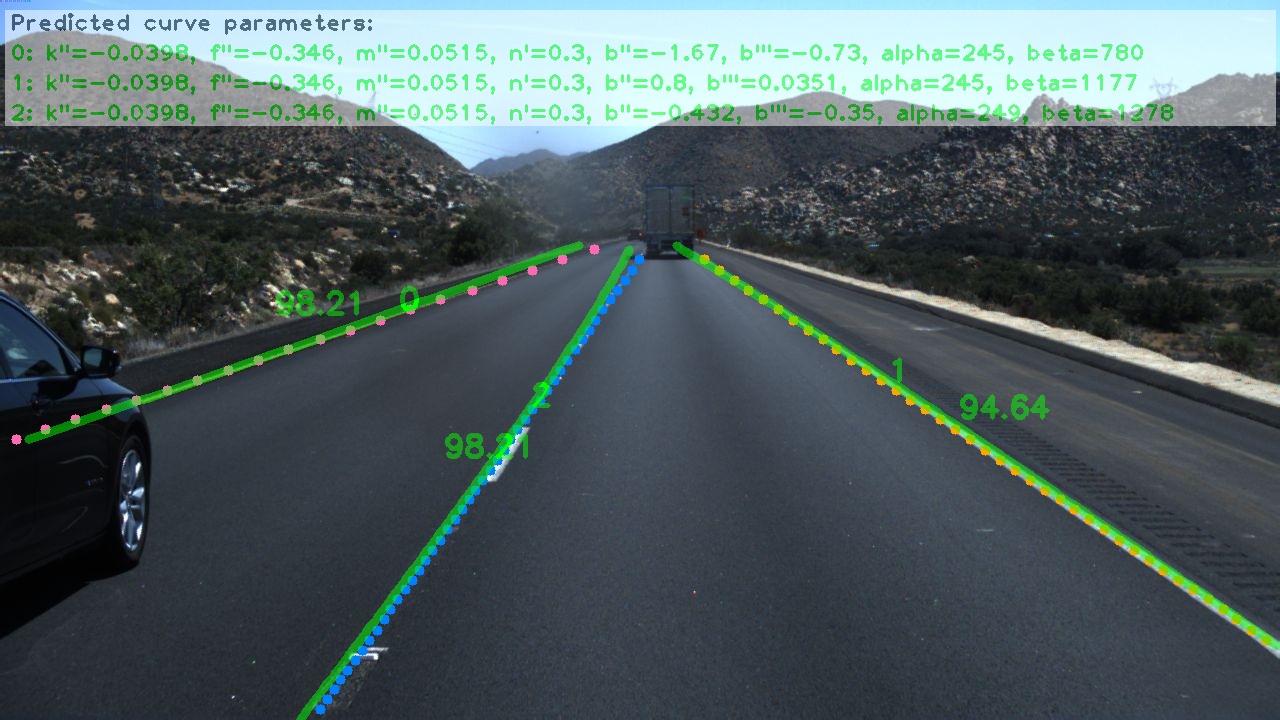 Predicted curve parameters:
0: k''=-0.0398, f''=-0.346, m''=0.0515, n'=0.3, b''=-1.67, b'''=-0.73, alpha=245, beta=780
1: k''=-0.0398, f''=-0.346, m''=0.0515, n'=0.3, b''=0.8, b'''=0.0351, alpha=245, beta=1177
2: k''=-0.0398, f''=-0.346, m''=0.0515, n'=0.3, b''=-0.432, b'''=-0.35, alpha=249, beta=1278
98.21 0
1
2
94.64
98.21